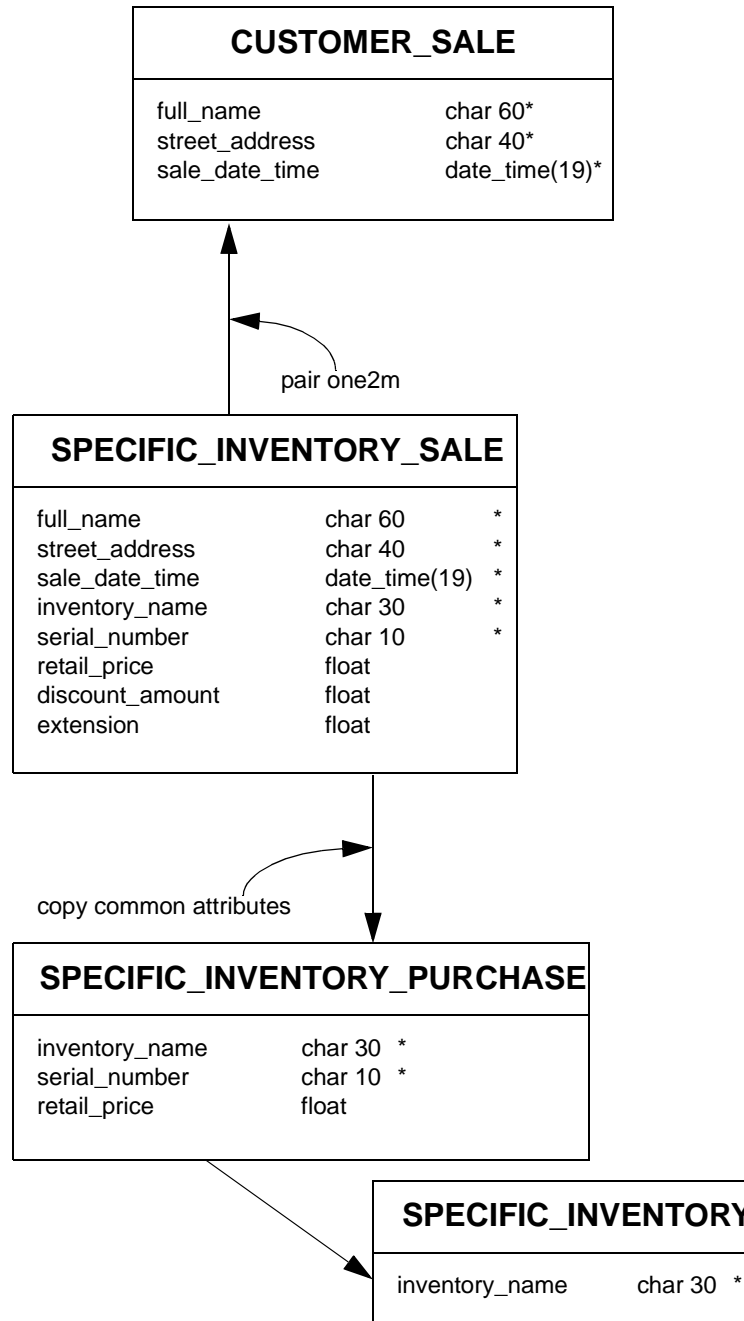 CUSTOMER_SALE
full_name char 60*
street_address char 40*
sale_date_time date_time(19)*
pair one2m
SPECIFIC_INVENTORY_SALE
full_name char 60 *
street_address char 40 *
sale_date_time date_time(19) *
inventory_name char 30 *
serial_number char 10 *
retail_price float
discount_amount float
extension float
copy common attributes
SPECIFIC_INVENTORY_PURCHASE
inventory_name char 30 *
serial_number char 10 *
retail_price float
SPECIFIC_INVENTORY
inventory_name char 30 *